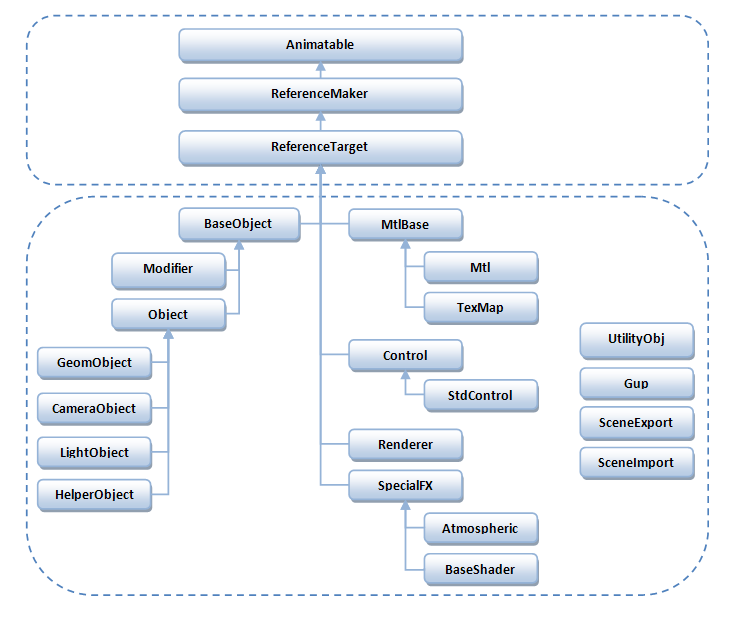 Animatable
ReferenceMaker
ReferenceTarget
BaseObject
MtlBase
Modifier
Mtl
Object
TexMap
UtilityObj
GeomObject
Control
Gup
CameraObject
StdControl
SceneExport
LightObject
Renderer
SceneImport
HelperObject
SpecialFX
Atmospheric
BaseShader